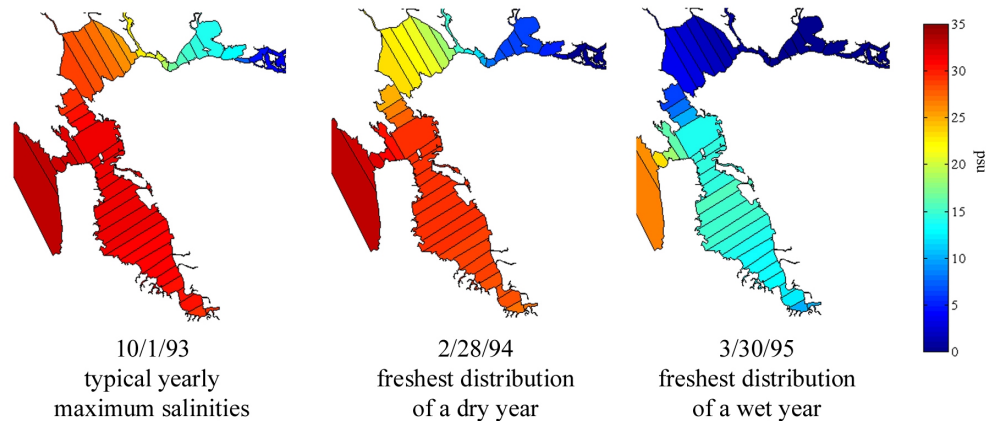 10/1/93
typical yearly
maximum salinities
2/28/94
freshest distribution
of a dry year
3/30/95
freshest distribution
of a wet year
35
30
25
20
15
10
5
0
psd